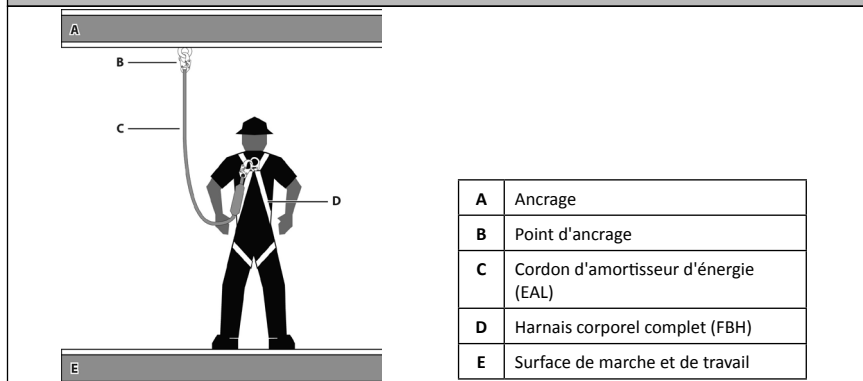 A
B
C
D
E
A Ancrage
B Point d'ancrage
C Cordon d'amortisseur d'énergie
(EAL)
D Harnais corporel complet (FBH)
E Surface de marche et de travail